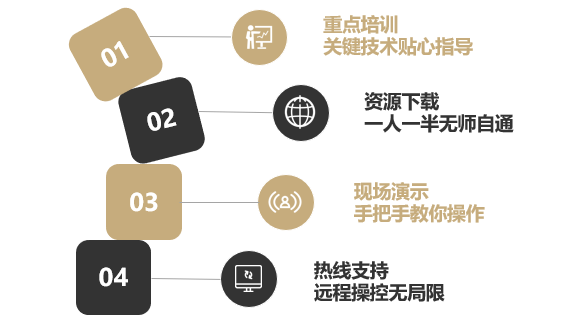 01
重点培训
关键技术贴心指导
02
资源下载
一人一半无师自通
03
现场演示
手把手教你操作
04
热线支持
远程操控无局限